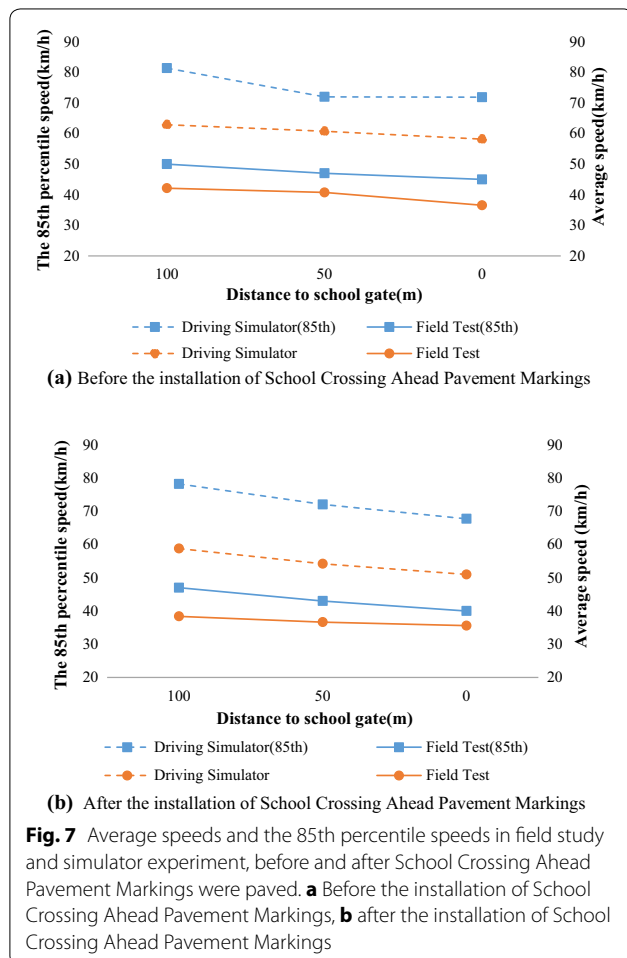 90 90
80 80
70 70
60 60
50 50
40 40
30 30
20 20
The 85th percentile speed(km/h)
Average speed(km/h)
100 50 0
Distance to school gate(m)
Driving Simulator(85th) Field Test(85th)
Driving Simulator Field Test
(a) Before the installation of School Crossing Ahead Pavement Markings
90 90
80 80
70 70
60 60
50 50
40 40
30 30
20 20
The 85th pecrcentile speed(km/h)
Average speed (km/h)
100 50 0
Distance to school gate(m)
Driving Simulator(85th) Field Test(85th)
Driving Simulator Field Test
(b) After the installation of School Crossing Ahead Pavement Markings
Fig. 7 Average speeds and the 85th percentile speeds in field study
and simulator experiment, before and after School Crossing Ahead
Pavement Markings were paved. a Before the installation of School
Crossing Ahead Pavement Markings, b after the installation of School
Crossing Ahead Pavement Markings